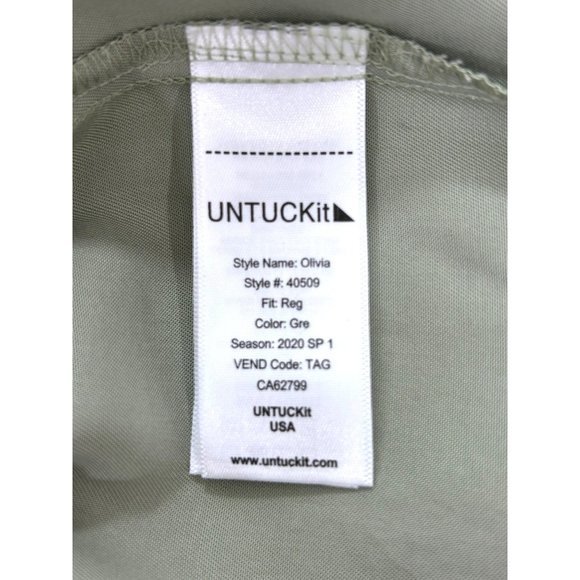 UNTUCKit
Style Name: Olivia
Style #: 40509
Fit: Reg
Color: Gre
Season: 2020 SP 1
VEND Code: TAG
CA62799
UNTUCKit
USA
www.untuckit.com